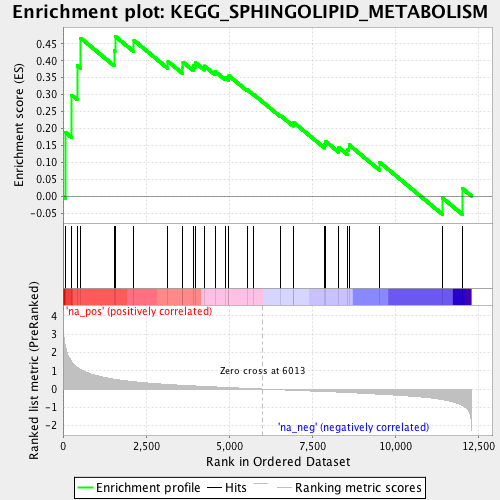 Enrichment plot: KEGG_SPHINGOLIPID_METABOLISM
Enrichment score (ES)
0.45
0.40
0.35
0.30
0.25
0.20
0.15
0.10
0.05
0.00
-0.05
'na_pos' (positively correlated)
Ranked list metric (PreRanked)
4
3
2
1
0
-1
-2
Zero cross at 6013
'na_neg' (negatively correlated)
0 2,500 5,000 7,500 10,000 12,500
Rank in Ordered Dataset
Enrichment profile Hits Ranking metric scores